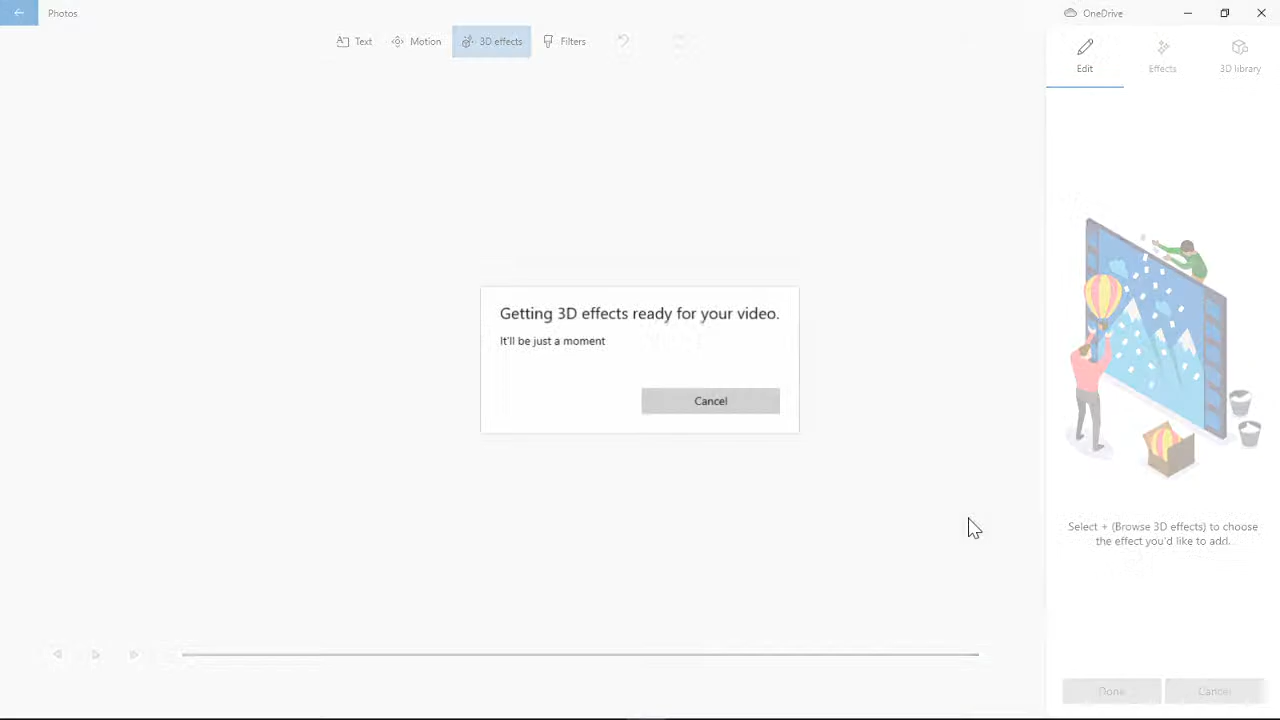 Photos
OneDrive
Text
Motion
3D effects
Filters
Edit
Effects
3D library
Getting 3D effects ready for your video.
It'll be just a moment
Cancel
Select + (Browse 3D effects) to choose
the effect you'd like to add.
Done
Cancel